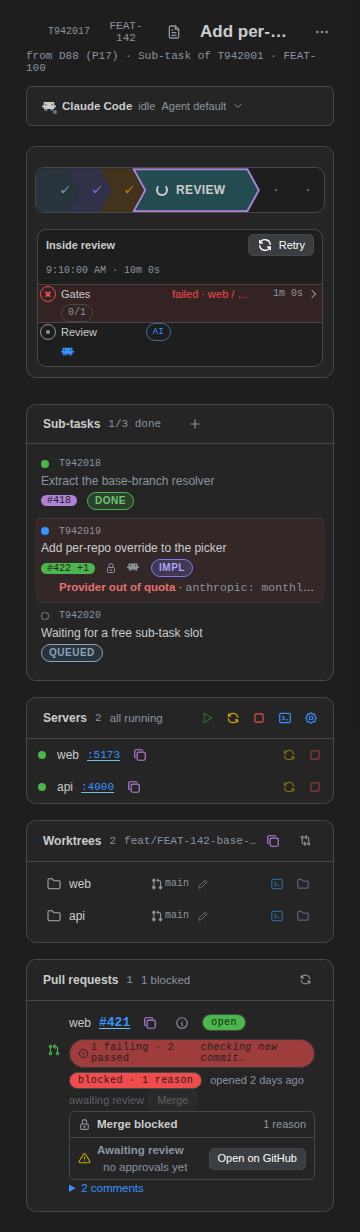 T942017 FEAT-142 Add per-…
from D88 (P17) · Sub-task of T942001 · FEAT-
100
Claude Code idle Agent default
✓ ✓ ✓ REVIEW · ·
Inside review Retry
9:10:00 AM · 10m 0s
Gates failed · web / … 1m 0s
0/1
Review AI
Sub-tasks 1/3 done +
T942018
Extract the base-branch resolver
#418 DONE
T942019
Add per-repo override to the picker
#422 +1 IMPL
Provider out of quota · anthropic: monthl…
T942020
Waiting for a free sub-task slot
QUEUED
Servers 2 all running
web :5173
api :4000
Worktrees 2 feat/FEAT-142-base-…
web main
api main
Pull requests 1 1 blocked
web #421 open
1 failing · 2 passed checking new commit…
blocked · 1 reason opened 2 days ago
awaiting review Merge
Merge blocked 1 reason
Awaiting review
no approvals yet Open on GitHub
2 comments